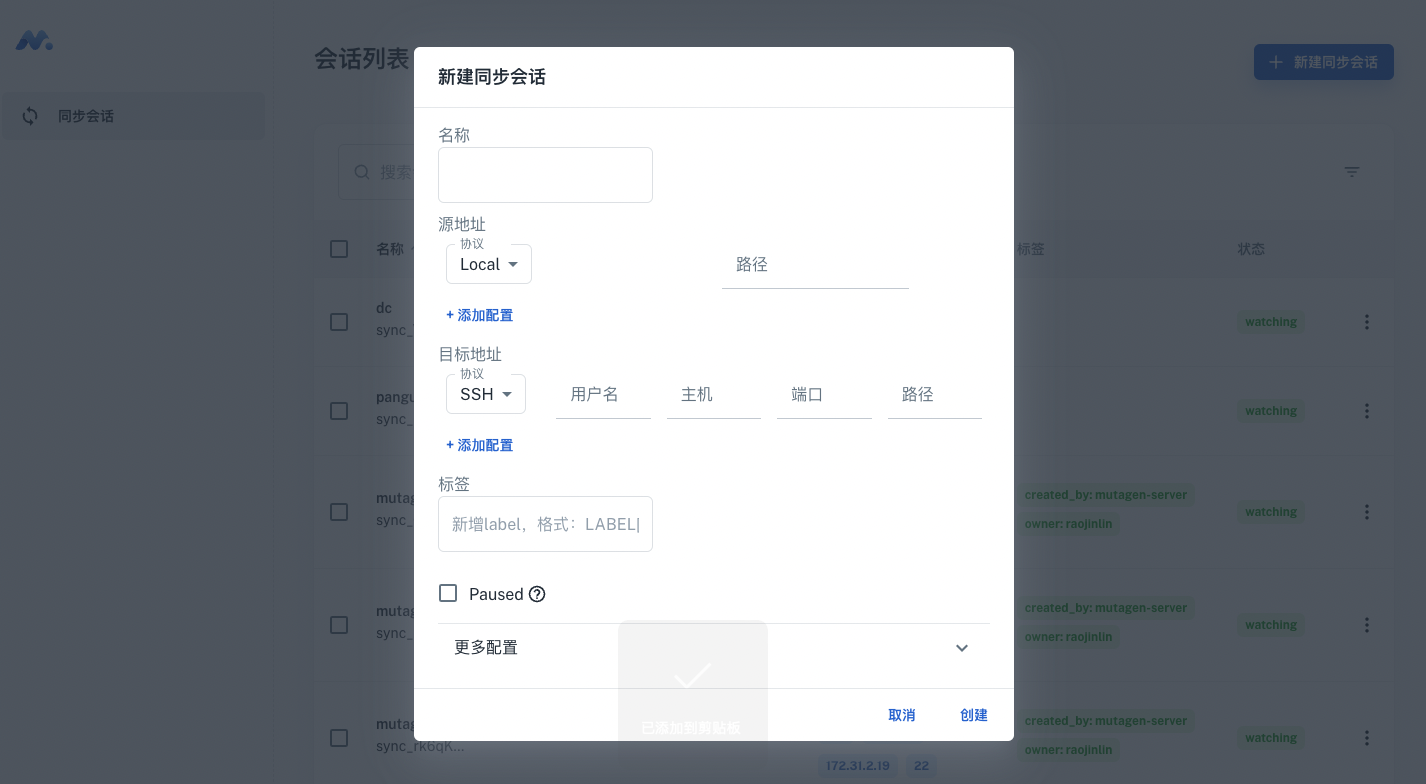 会话列表
+ 新建同步会话
同步会话
新建同步会话
名称
搜索
源地址
协议
Local
路径
名称
标签
状态
+ 添加配置
dc
sync_
watching
目标地址
协议
SSH
用户名
主机
端口
路径
sync_
watching
+ 添加配置
标签
新增label，格式：LABEL|
sync_
created_by: mutagen-server
owner: raojinlin
watching
Paused
sync_
created_by: mutagen-server
owner: raojinlin
watching
更多配置
已添加到剪贴板
取消
创建
sync_rk6qK...
created_by: mutagen-server
owner: raojinlin
watching
172.31.2.19
22